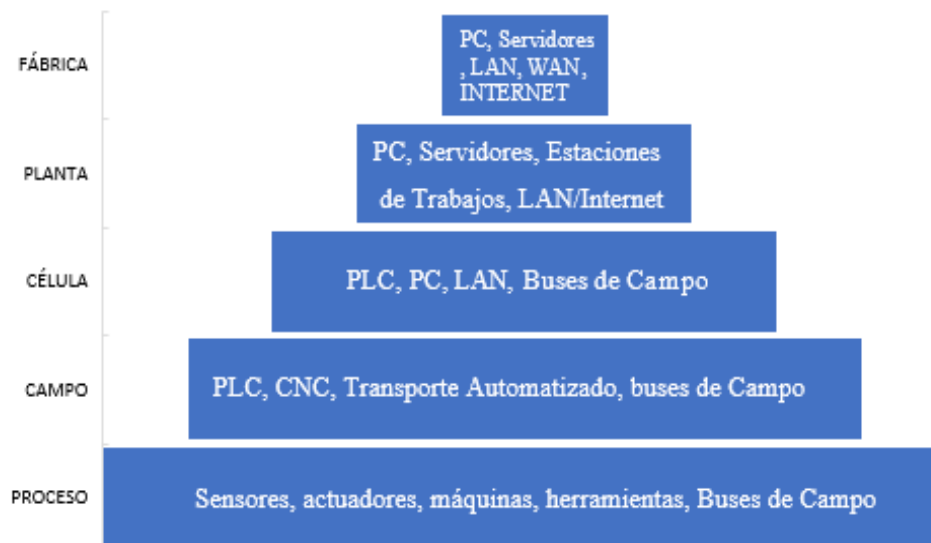 FÁBRICA
PC, Servidores
, LAN, WAN,
INTERNET
PLANTA
PC, Servidores, Estaciones
de Trabajos, LAN/Internet
CÉLULA
PLC, PC, LAN, Buses de Campo
CAMPO
PLC, CNC, Transporte Automatizado, buses de Campo
PROCESO
Sensores, actuadores, máquinas, herramientas, Buses de Campo